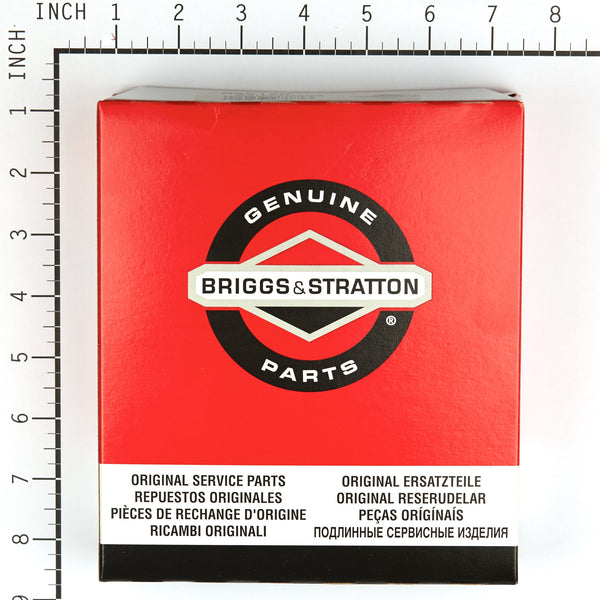 INCH 1 2 3 4 5 6 7 8
INCH
1
2
3
4
5
6
7
8
9
GENUINE
BRIGGS & STRATTON
®
PARTS
ORIGINAL SERVICE PARTS
REPUESTOS ORIGINALES
PIÈCES DE RECHANGE D'ORIGINE
RICAMBI ORIGINALI
ORIGINAL ERSATZTEILE
ORIGINAL RESERUDELAR
PEÇAS ORÍGÍNAÍS
ПОДЛИННЫЕ СЕРВИСНЫЕ ИЗДЕЛИЯ